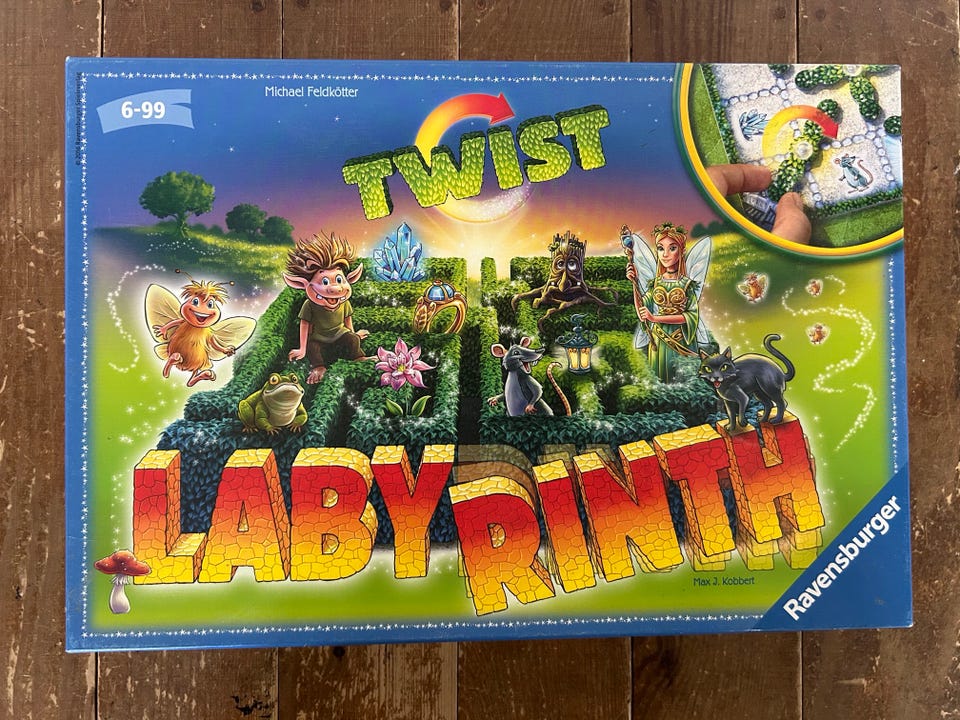 6-99
Michael Feldkötter
TWIST
LABYRINTH
Max J. Kobbert
Ravensburger